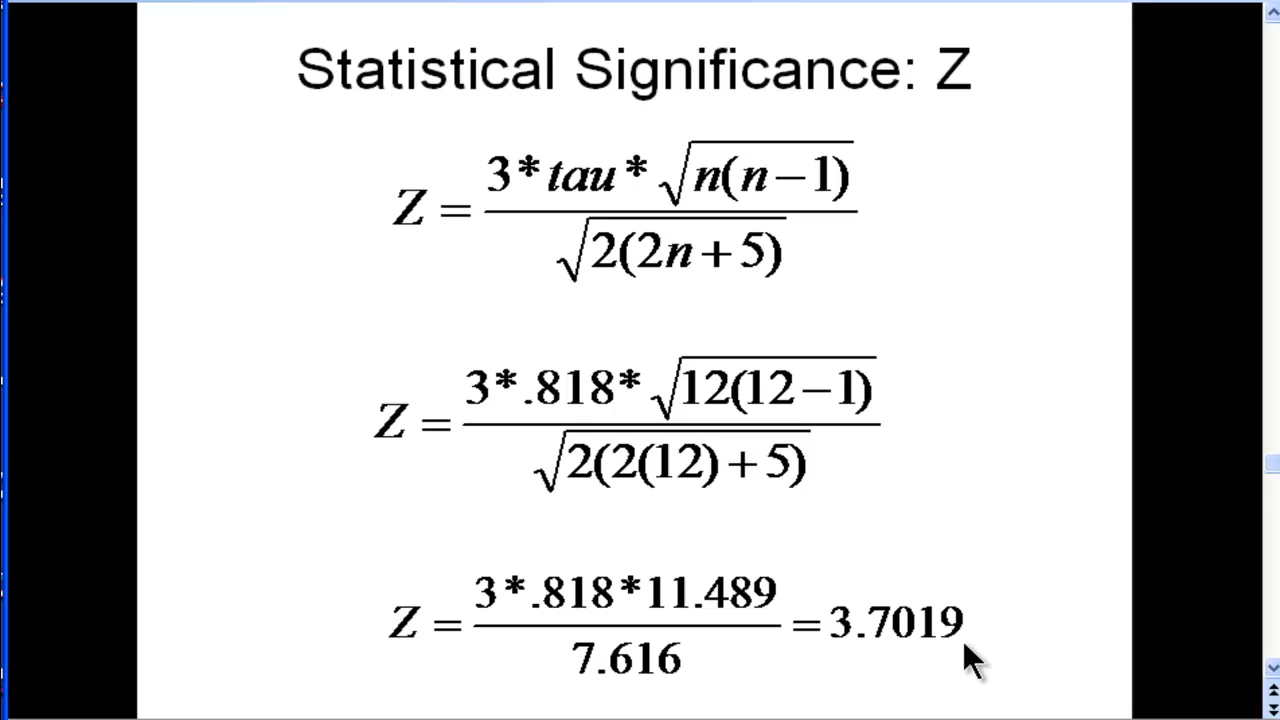 Statistical Significance: Z
Z = 3 * tau * √n(n − 1) / √2(2n + 5)
Z = 3 * .818 * √12(12 − 1) / √2(2(12) + 5)
Z = 3 * .818 * 11.489 / 7.616 = 3.7019